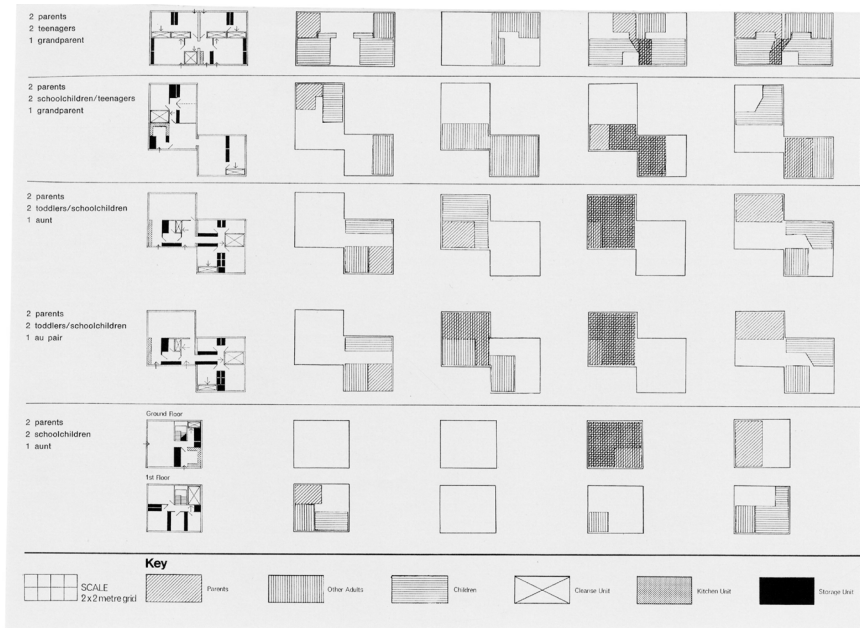 2 parents
2 teenagers
1 grandparent
2 parents
2 schoolchildren/teenagers
1 grandparent
2 parents
2 toddlers/schoolchildren
1 aunt
2 parents
2 toddlers/schoolchildren
1 au pair
2 parents
2 schoolchildren
1 aunt
Ground Floor
1st Floor
Key
SCALE
2 x 2 metre grid
Parents
Other Adults
Children
Cleanse Unit
Kitchen Unit
Storage Unit